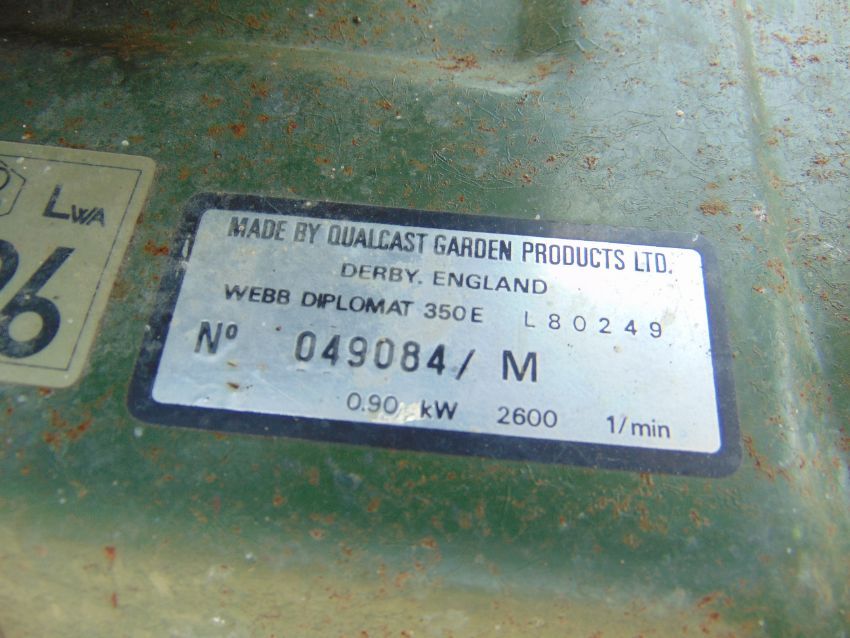 LWA
96
MADE BY QUALCAST GARDEN PRODUCTS LTD.
DERBY. ENGLAND
WEBB DIPLOMAT 350E L80249
Nº 049084/ M
0.90 kW 2600 1/min